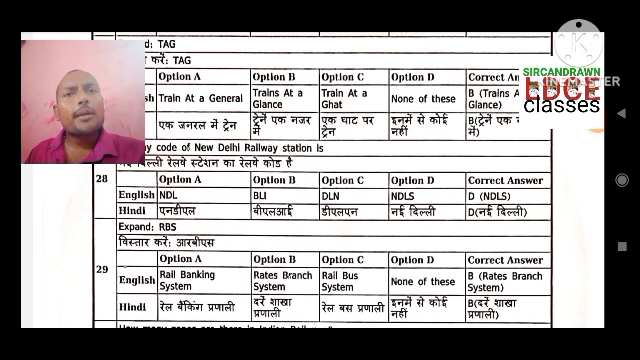 d: TAG
करें: TAG
Option A Option B Option C Option D Correct
Train At a General Trains At a Glance Train At a Ghat None of these B (Trains A Glance)
एक जनरल में ट्रेन ट्रेनें एक नजर में एक घाट पर ट्रेन इनमें से कोई नहीं B(ट्रेनें एक में)
SIRCANDRAWN
EDCE
classes
K
code of New Delhi Railway station is
दिल्ली रेलवे स्टेशन का रेलवे कोड है
28
Option A Option B Option C Option D Correct Answer
English NDL BLI DLN NDLS D (NDLS)
Hindi एनडीएल बीएलआई डीएलएन नई दिल्ली D(नई दिल्ली)
Expand: RBS
विस्तार करें: आरबीएस
29
Option A Option B Option C Option D Correct Answer
English Rail Banking System Rates Branch System Rail Bus System None of these B (Rates Branch System)
Hindi रेल बैंकिंग प्रणाली दरें शाखा प्रणाली रेल बस प्रणाली इनमें से कोई नहीं B(दरें शाखा प्रणाली)